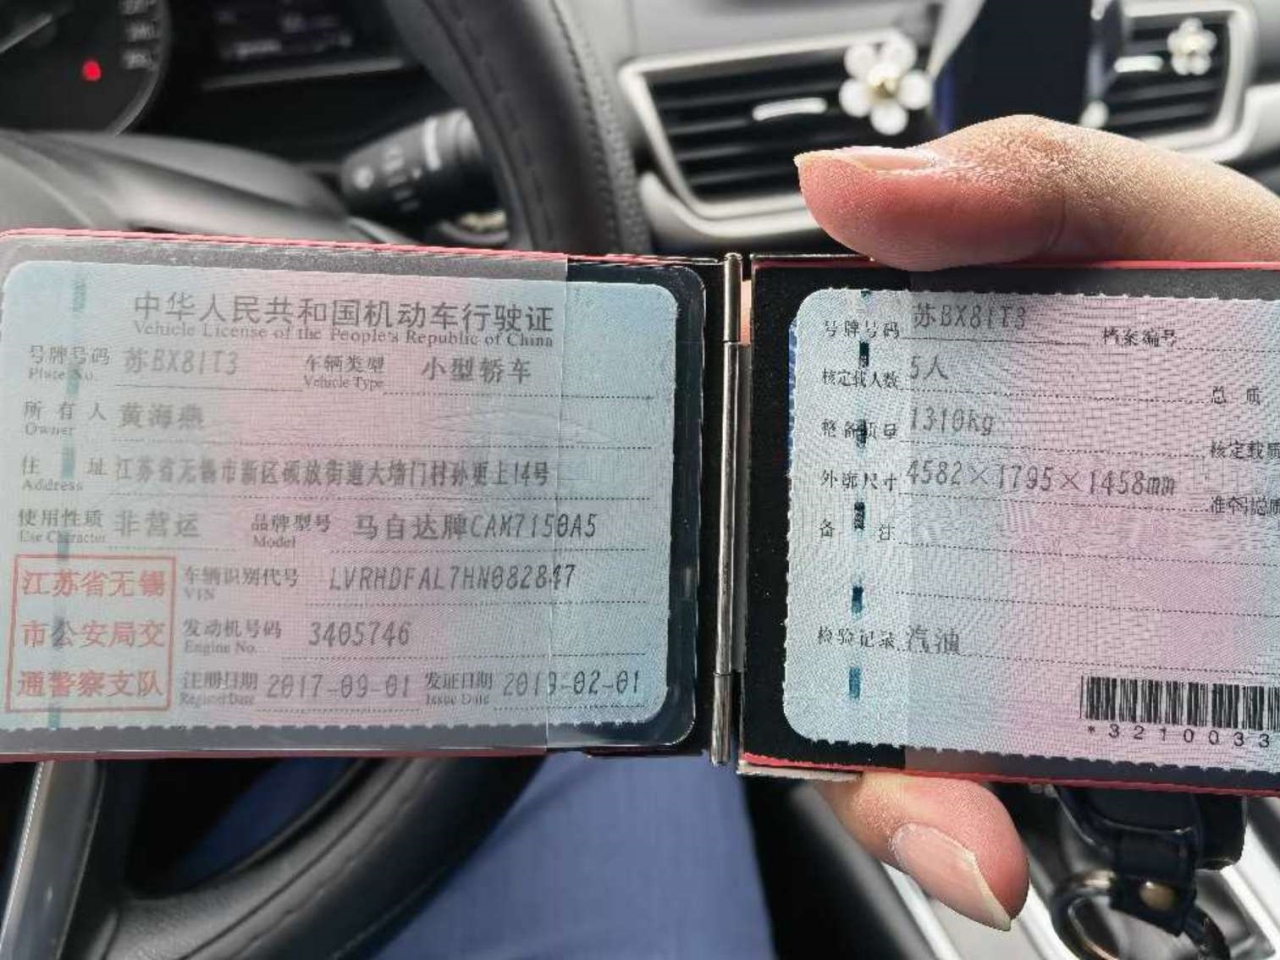 中华人民共和国机动车行驶证
Vehicle License of the People's Republic of China
号牌号码 苏BX81T3 车辆类型 小型轿车
Plate No. Vehicle Type
所有人 黄海燕
Owner
住址 江苏省无锡市新区硕放街道大墙门村孙更上14号
Address
使用性质 非营运 品牌型号 马自达牌CAM7150A5
Use Character Model
江苏省无锡
市公安局交
通警察支队
车辆识别代号 LVRHDFAL7HN082847
VIN
发动机号码 3405746
Engine No.
注册日期 2017-09-01 发证日期 2019-02-01
Register Date Issue Date
号牌号码 苏BX81T3 档案编号
核定载人数 5人 总质
整备质量 1310kg 核定载质
外廓尺寸 4582×1795×1458mm
备注
检验记录 汽油
*3210033